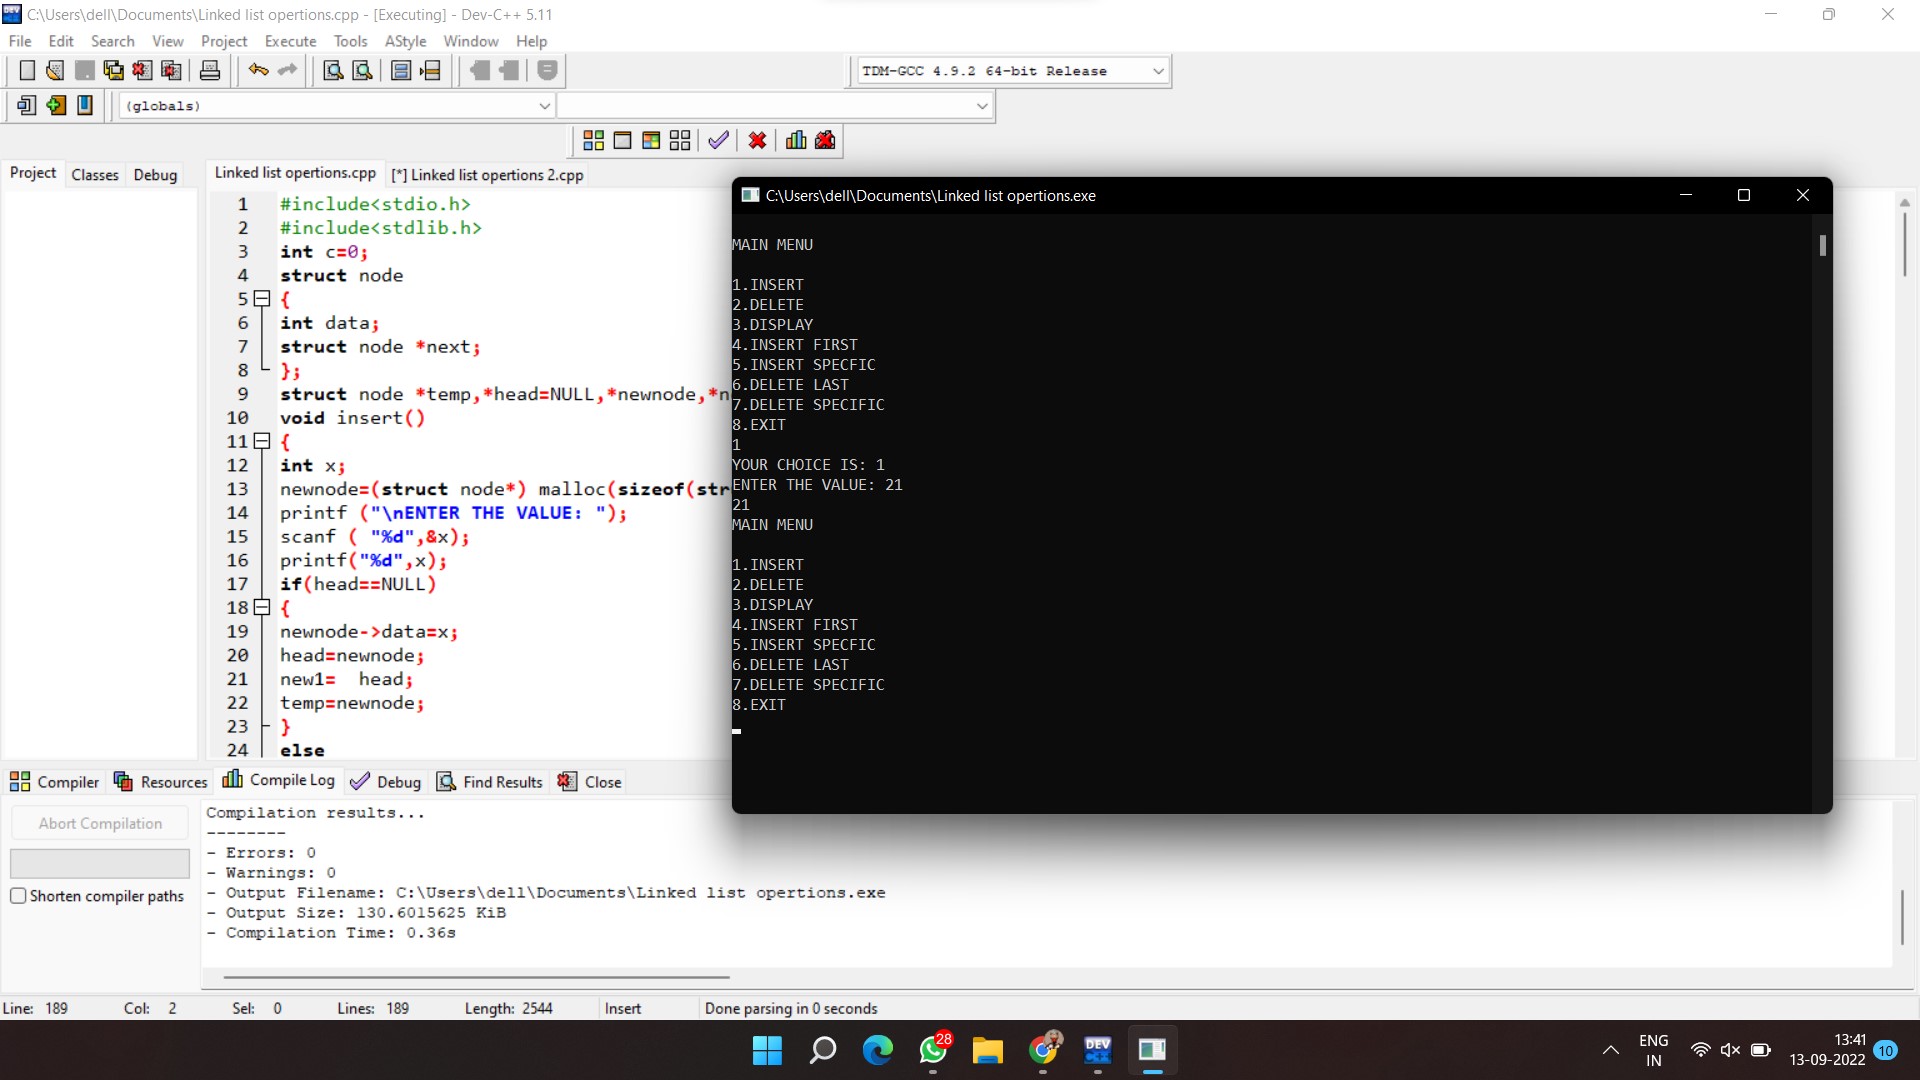 C:\Users\dell\Documents\Linked list opertions.cpp - [Executing] - Dev-C++ 5.11
File Edit Search View Project Execute Tools AStyle Window Help
TDM-GCC 4.9.2 64-bit Release
(globals)
Project Classes Debug
Linked list opertions.cpp [*] Linked list opertions 2.cpp
1 #include<stdio.h>
2 #include<stdlib.h>
3 int c=0;
4 struct node
5 {
6 int data;
7 struct node *next;
8 };
9 struct node *temp,*head=NULL,*newnode,*n
10 void insert()
11 {
12 int x;
13 newnode=(struct node*) malloc(sizeof(str
14 printf ("\nENTER THE VALUE: ");
15 scanf ( "%d",&x);
16 printf("%d",x);
17 if(head==NULL)
18 {
19 newnode->data=x;
20 head=newnode;
21 new1=  head;
22 temp=newnode;
23 }
24 else
C:\Users\dell\Documents\Linked list opertions.exe
MAIN MENU
1.INSERT
2.DELETE
3.DISPLAY
4.INSERT FIRST
5.INSERT SPECFIC
6.DELETE LAST
7.DELETE SPECIFIC
8.EXIT
1
YOUR CHOICE IS: 1
ENTER THE VALUE: 21
21
MAIN MENU
1.INSERT
2.DELETE
3.DISPLAY
4.INSERT FIRST
5.INSERT SPECFIC
6.DELETE LAST
7.DELETE SPECIFIC
8.EXIT
Compiler Resources Compile Log Debug Find Results Close
Abort Compilation
Shorten compiler paths
Compilation results...
--------
- Errors: 0
- Warnings: 0
- Output Filename: C:\Users\dell\Documents\Linked list opertions.exe
- Output Size: 130.6015625 KiB
- Compilation Time: 0.36s
Line: 189 Col: 2 Sel: 0 Lines: 189 Length: 2544 Insert Done parsing in 0 seconds
28
DEV
C++
ENG
IN
13:41
13-09-2022
10